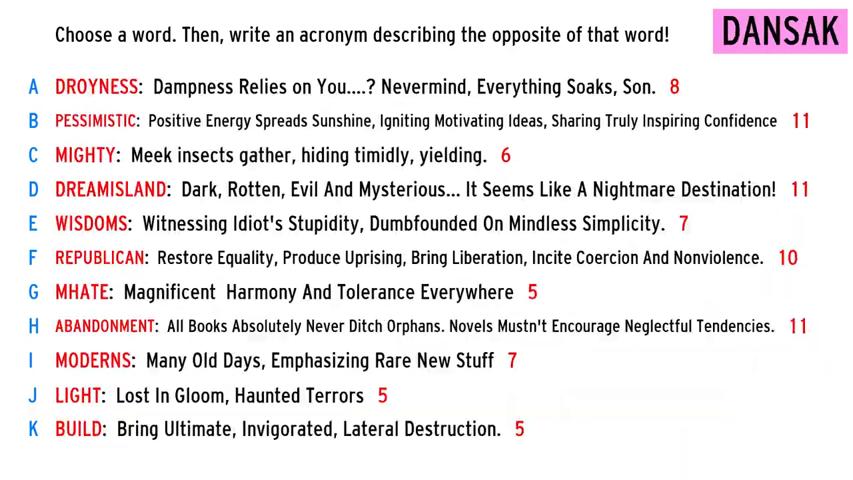 Choose a word. Then, write an acronym describing the opposite of that word!
DANSAK
A DROYNESS: Dampness Relies on You....? Nevermind, Everything Soaks, Son. 8
B PESSIMISTIC: Positive Energy Spreads Sunshine, Igniting Motivating Ideas, Sharing Truly Inspiring Confidence 11
C MIGHTY: Meek insects gather, hiding timidly, yielding. 6
D DREAMISLAND: Dark, Rotten, Evil And Mysterious... It Seems Like A Nightmare Destination! 11
E WISDOMS: Witnessing Idiot's Stupidity, Dumbfounded On Mindless Simplicity. 7
F REPUBLICAN: Restore Equality, Produce Uprising, Bring Liberation, Incite Coercion And Nonviolence. 10
G MHATE: Magnificent Harmony And Tolerance Everywhere 5
H ABANDONMENT: All Books Absolutely Never Ditch Orphans. Novels Mustn't Encourage Neglectful Tendencies. 11
I MODERNS: Many Old Days, Emphasizing Rare New Stuff 7
J LIGHT: Lost In Gloom, Haunted Terrors 5
K BUILD: Bring Ultimate, Invigorated, Lateral Destruction. 5